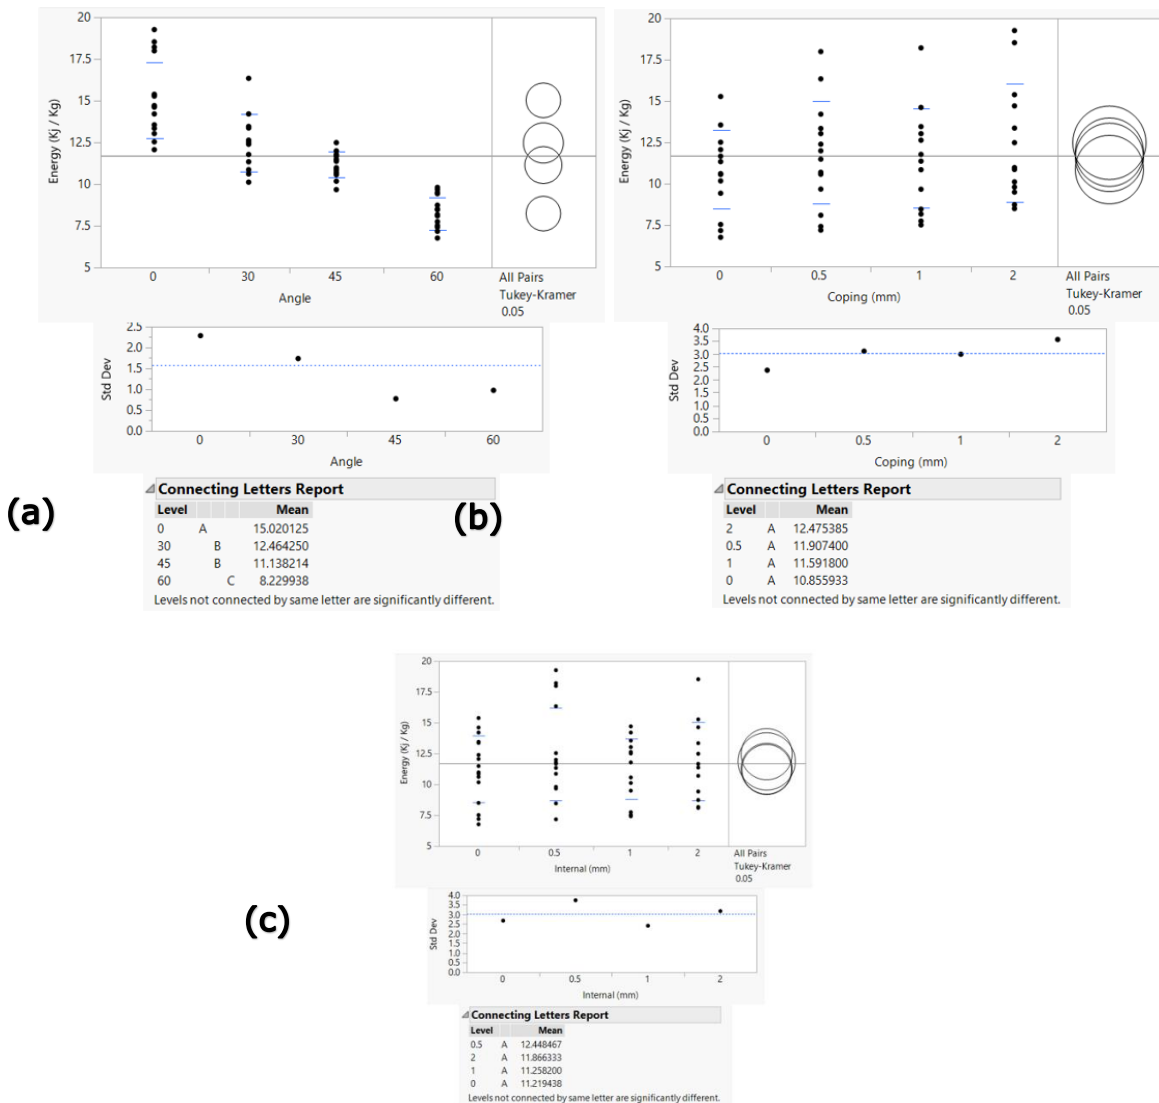 20
17.5
15
12.5
10
7.5
5
Energy (Kj / Kg)
0 30 45 60
Angle
All Pairs
Tukey-Kramer
0.05
2.5
2.0
1.5
1.0
0.5
0.0
Std Dev
0 30 45 60
Angle
(a)
Connecting Letters Report
Level Mean
0 A 15.020125
30 B 12.464250
45 B 11.138214
60 C 8.229938
Levels not connected by same letter are significantly different.
20
17.5
15
12.5
10
7.5
5
Energy (Kj / Kg)
0 0.5 1 2
Coping (mm)
All Pairs
Tukey-Kramer
0.05
4.0
3.5
3.0
2.5
2.0
1.5
1.0
0.5
0.0
Std Dev
0 0.5 1 2
Coping (mm)
(b)
Connecting Letters Report
Level Mean
2 A 12.475385
0.5 A 11.907400
1 A 11.591800
0 A 10.855933
Levels not connected by same letter are significantly different.
20
17.5
15
12.5
10
7.5
5
Energy (Kj / Kg)
0 0.5 1 2
Internal (mm)
All Pairs
Tukey-Kramer
0.05
4.0
3.5
3.0
2.5
2.0
1.5
1.0
0.5
0.0
Std Dev
0 0.5 1 2
Internal (mm)
(c)
Connecting Letters Report
Level Mean
0.5 A 12.448467
2 A 11.866333
1 A 11.258200
0 A 11.219438
Levels not connected by same letter are significantly different.